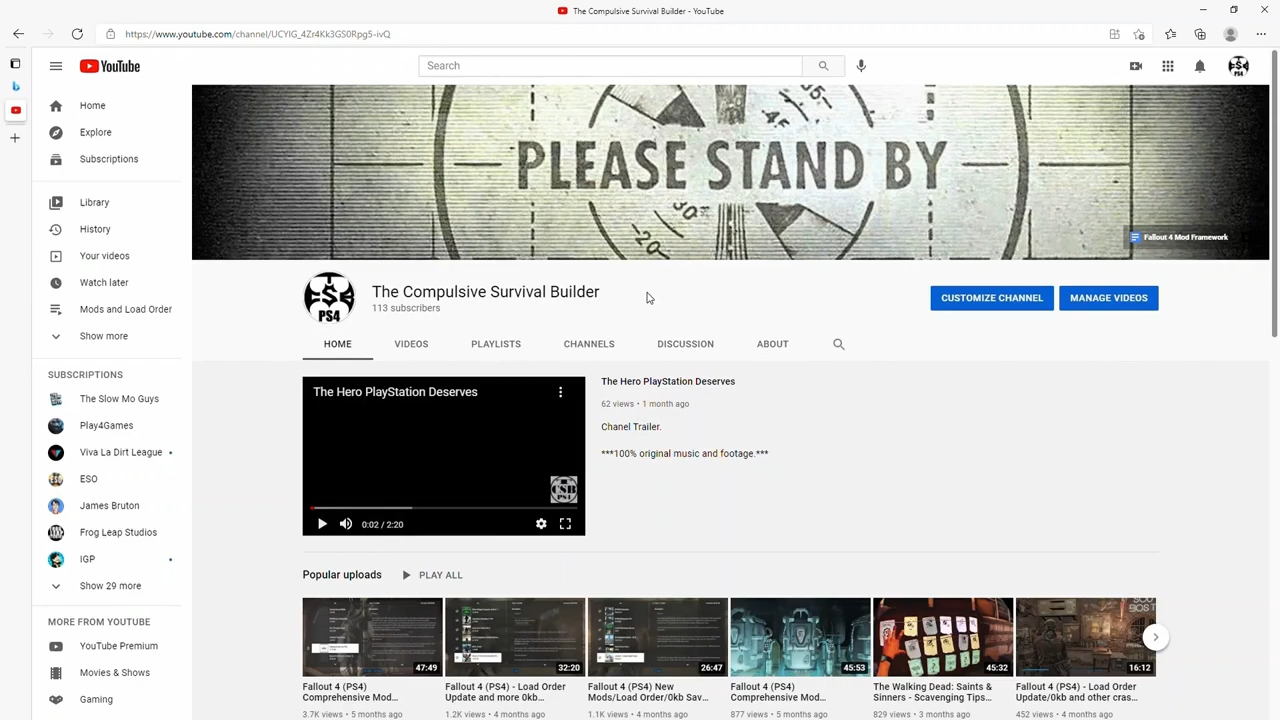 The Compulsive Survival Builder - YouTube
https://www.youtube.com/channel/UCYIG_4Zr4Kk3GS0Rpg5-ivQ
YouTube
Search
PLEASE STAND BY
Fallout 4 Mod Framework
Home
Explore
Subscriptions
Library
History
Your videos
Watch later
Mods and Load Order
Show more
SUBSCRIPTIONS
The Slow Mo Guys
Play4Games
Viva La Dirt League
ESO
James Bruton
Frog Leap Studios
IGP
Show 29 more
MORE FROM YOUTUBE
YouTube Premium
Movies & Shows
Gaming
PS4
The Compulsive Survival Builder
113 subscribers
CUSTOMIZE CHANNEL
MANAGE VIDEOS
HOME
VIDEOS
PLAYLISTS
CHANNELS
DISCUSSION
ABOUT
The Hero PlayStation Deserves
0:02 / 2:20
The Hero PlayStation Deserves
62 views • 1 month ago
Chanel Trailer.
***100% original music and footage.***
Popular uploads
PLAY ALL
47:49
Fallout 4 (PS4)
Comprehensive Mod...
3.7K views • 5 months ago
32:20
Fallout 4 (PS4) - Load Order
Update and more 0kb...
1.2K views • 4 months ago
26:47
Fallout 4 (PS4) New
Mods/Load Order/0kb Sav...
1.1K views • 4 months ago
45:53
Fallout 4 (PS4)
Comprehensive Mod...
877 views • 5 months ago
45:32
The Walking Dead: Saints &
Sinners - Scavenging Tips...
829 views • 3 months ago
16:12
Fallout 4 (PS4) - Load Order
Update/0kb and other cras...
452 views • 4 months ago